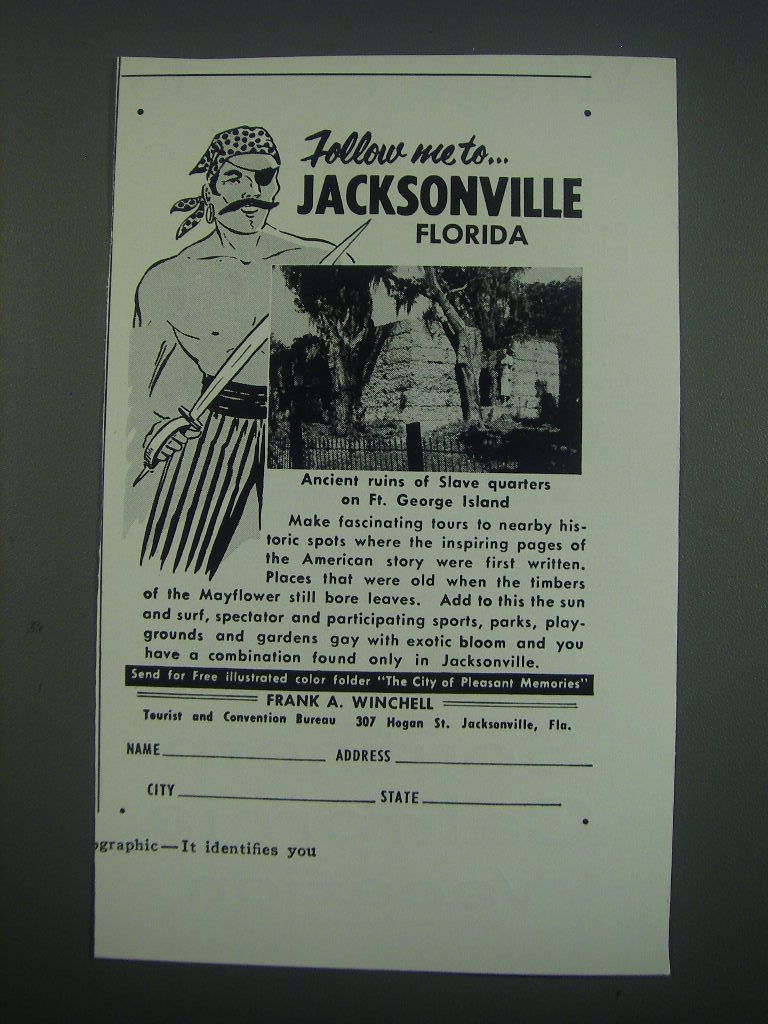 Follow me to...
JACKSONVILLE
FLORIDA
Ancient ruins of Slave quarters
on Ft. George Island
Make fascinating tours to nearby his-
toric spots where the inspiring pages of
the American story were first written.
Places that were old when the timbers
of the Mayflower still bore leaves. Add to this the sun
and surf, spectator and participating sports, parks, play-
grounds and gardens gay with exotic bloom and you
have a combination found only in Jacksonville.
Send for Free illustrated color folder "The City of Pleasant Memories"
FRANK A. WINCHELL
Tourist and Convention Bureau 307 Hogan St. Jacksonville, Fla.
NAME ADDRESS
CITY STATE
ographic—It identifies you